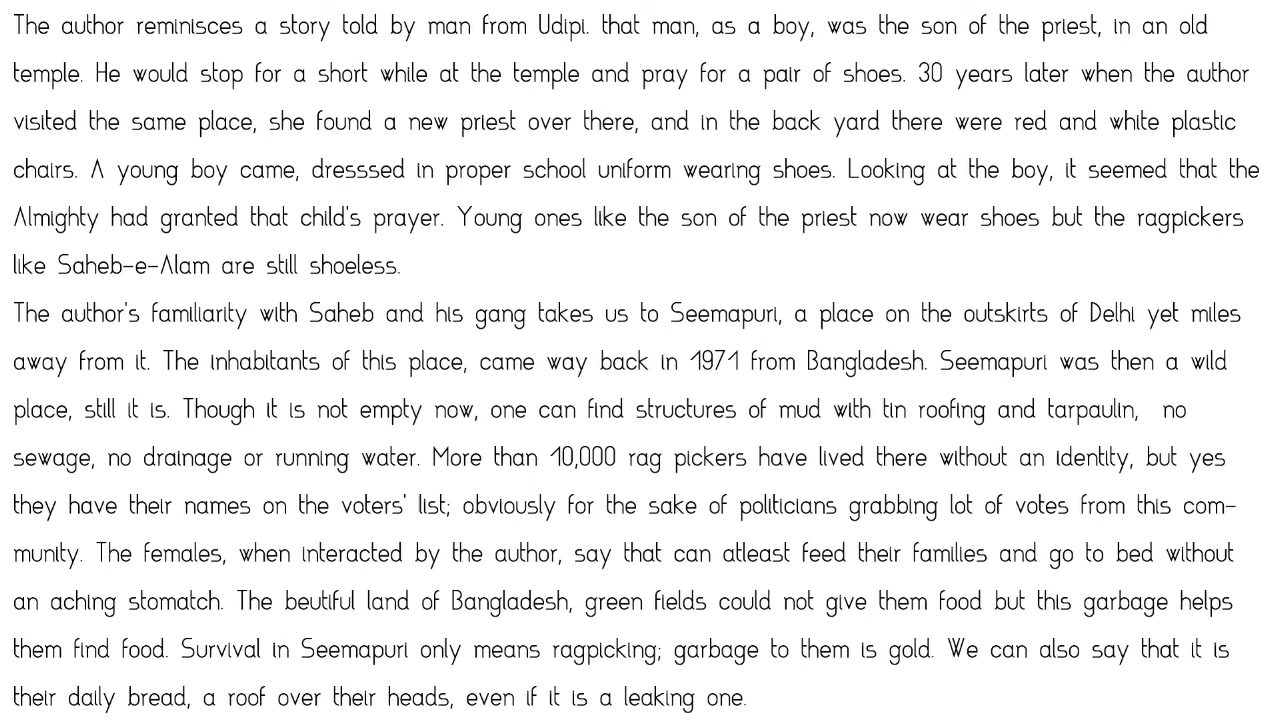 The author reminisces a story told by man from Udipi. that man, as a boy, was the son of the priest, in an old
temple. He would stop for a short while at the temple and pray for a pair of shoes. 30 years later when the author
visited the same place, she found a new priest over there, and in the back yard there were red and white plastic
chairs. A young boy came, dresssed in proper school uniform wearing shoes. Looking at the boy, it seemed that the
Almighty had granted that child's prayer. Young ones like the son of the priest now wear shoes but the ragpickers
like Saheb-e-Alam are still shoeless.
The author's familiarity with Saheb and his gang takes us to Seemapuri, a place on the outskirts of Delhi yet miles
away from it. The inhabitants of this place, came way back in 1971 from Bangladesh. Seemapuri was then a wild
place, still it is. Though it is not empty now, one can find structures of mud with tin roofing and tarpaulin, no
sewage, no drainage or running water. More than 10,000 rag pickers have lived there without an identity, but yes
they have their names on the voters' list; obviously for the sake of politicians grabbing lot of votes from this com-
munity. The females, when interacted by the author, say that can atleast feed their families and go to bed without
an aching stomatch. The beutiful land of Bangladesh, green fields could not give them food but this garbage helps
them find food. Survival in Seemapuri only means ragpicking; garbage to them is gold. We can also say that it is
their daily bread, a roof over their heads, even if it is a leaking one.